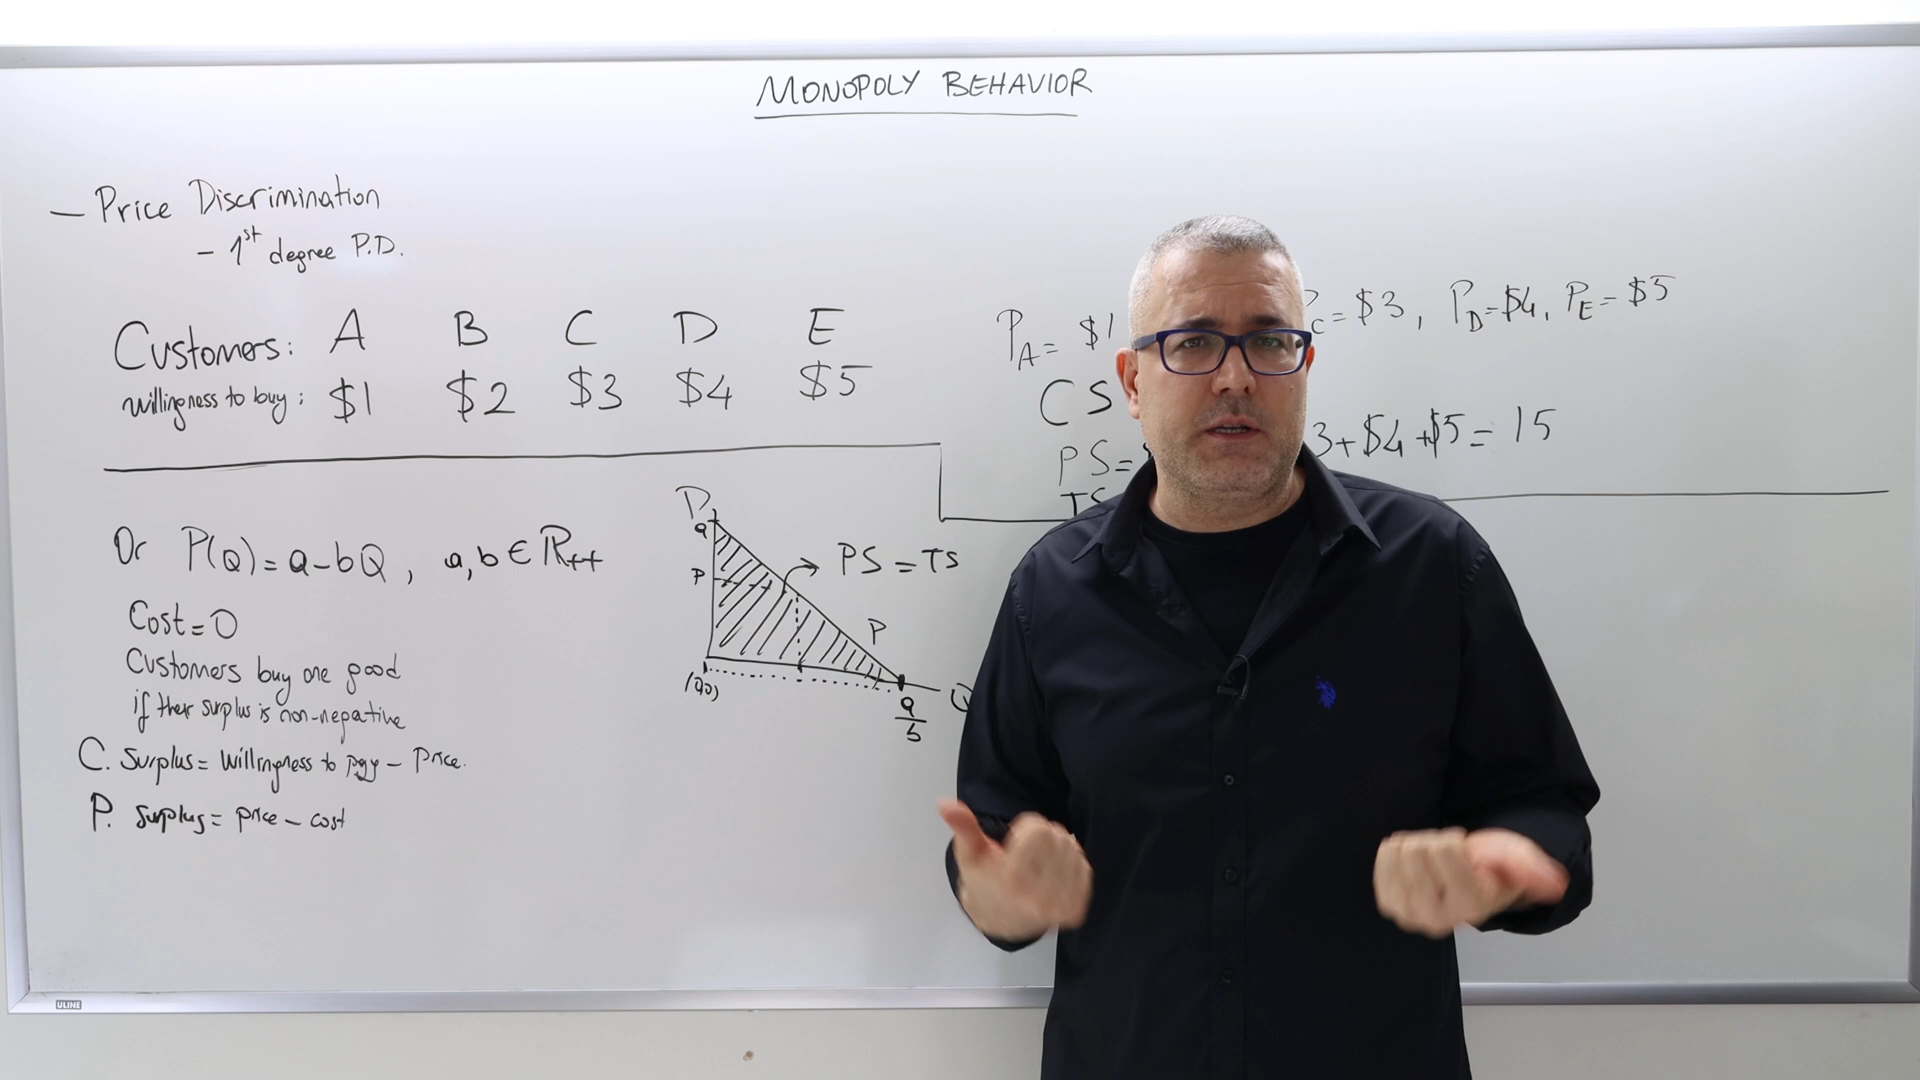 MONOPOLY BEHAVIOR
— Price Discrimination
- 1st degree P.D.
Customers: A B C D E
Willingness to buy: $1 $2 $3 $4 $5
PA= $1
C= $3, PD=$4, PE=$5
CS
PS=
3+$4+$5= 15
TS
Or P(Q)=a-bQ, a,b∈R++
Cost=0
Customers buy one good
if their surplus is non-negative
C. Surplus= Willingness to pay - Price.
P. Surplus= price - cost
a
P
PS=TS
P
(0,0)
a/b
ULINE